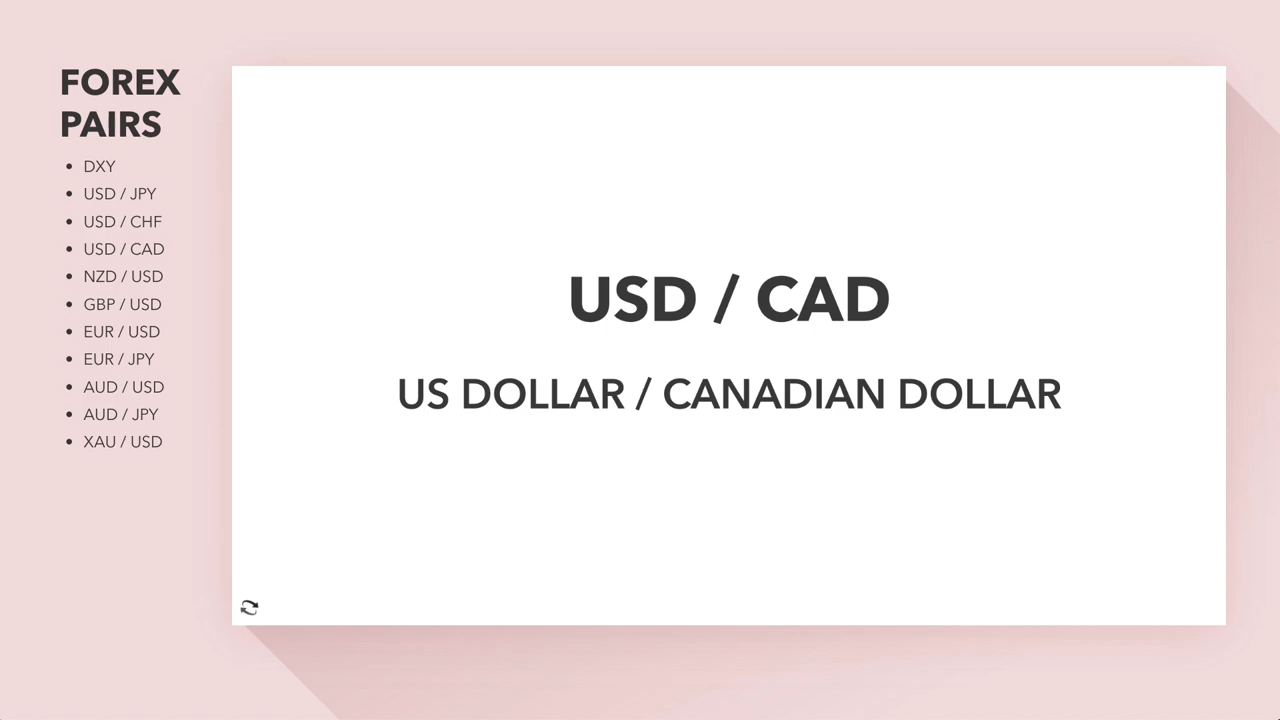 FOREX
PAIRS
• DXY
• USD / JPY
• USD / CHF
• USD / CAD
• NZD / USD
• GBP / USD
• EUR / USD
• EUR / JPY
• AUD / USD
• AUD / JPY
• XAU / USD
USD / CAD
US DOLLAR / CANADIAN DOLLAR